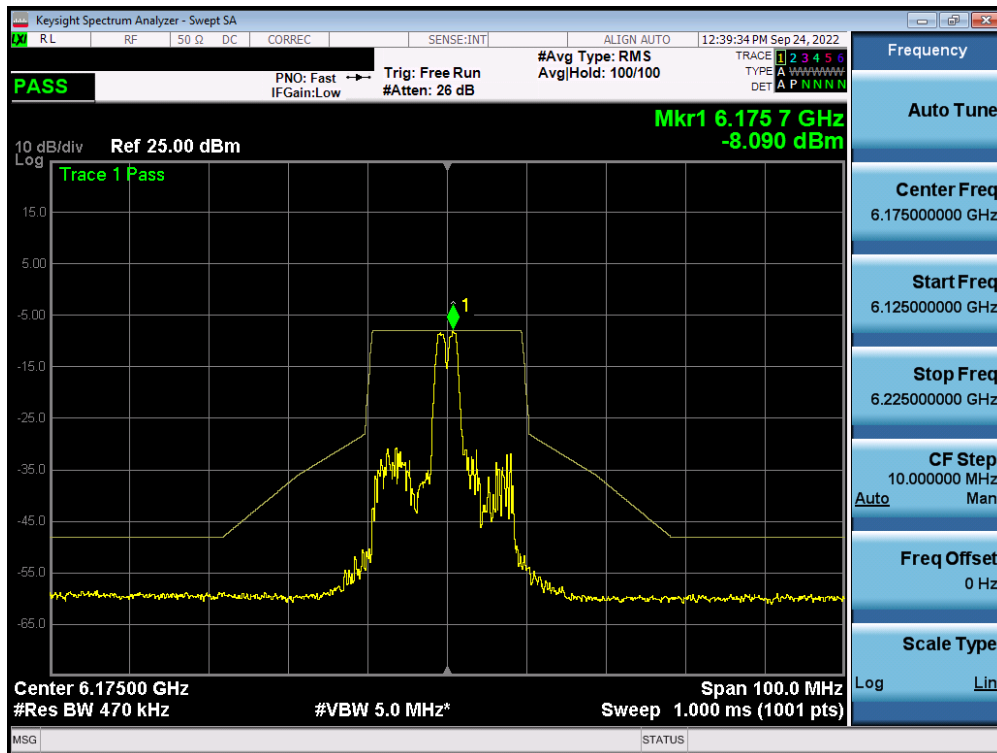 Keysight Spectrum Analyzer - Swept SA
LXI RL RF 50 Ω DC CORREC SENSE:INT ALIGN AUTO 12:39:34 PM Sep 24, 2022
PASS
PNO: Fast
IFGain:Low
Trig: Free Run
#Atten: 26 dB
#Avg Type: RMS
Avg|Hold: 100/100
TRACE 1 2 3 4 5 6
TYPE A WWWWW
DET A P N N N N
Mkr1 6.175 7 GHz
-8.090 dBm
10 dB/div Ref 25.00 dBm
Log
Trace 1 Pass
15.0
5.00
-5.00
1
-15.0
-25.0
-35.0
-45.0
-55.0
-65.0
Center 6.17500 GHz Span 100.0 MHz
#Res BW 470 kHz #VBW 5.0 MHz* Sweep 1.000 ms (1001 pts)
MSG STATUS
Frequency
Auto Tune
Center Freq
6.175000000 GHz
Start Freq
6.125000000 GHz
Stop Freq
6.225000000 GHz
CF Step
10.000000 MHz
Auto Man
Freq Offset
0 Hz
Scale Type
Log Lin